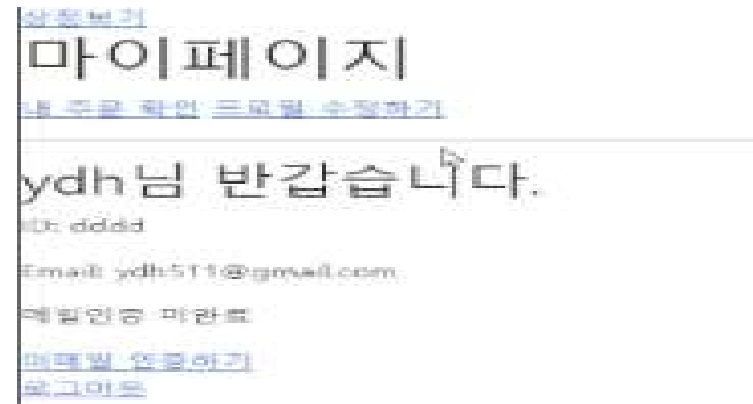 상품보기
마이페이지
내 주문 확인 프로필 수정하기
ydh님 반갑습니다.
ID: dddd
Email: ydh511@gmail.com
메일인증 미완료
이메일 인증하기
로그아웃